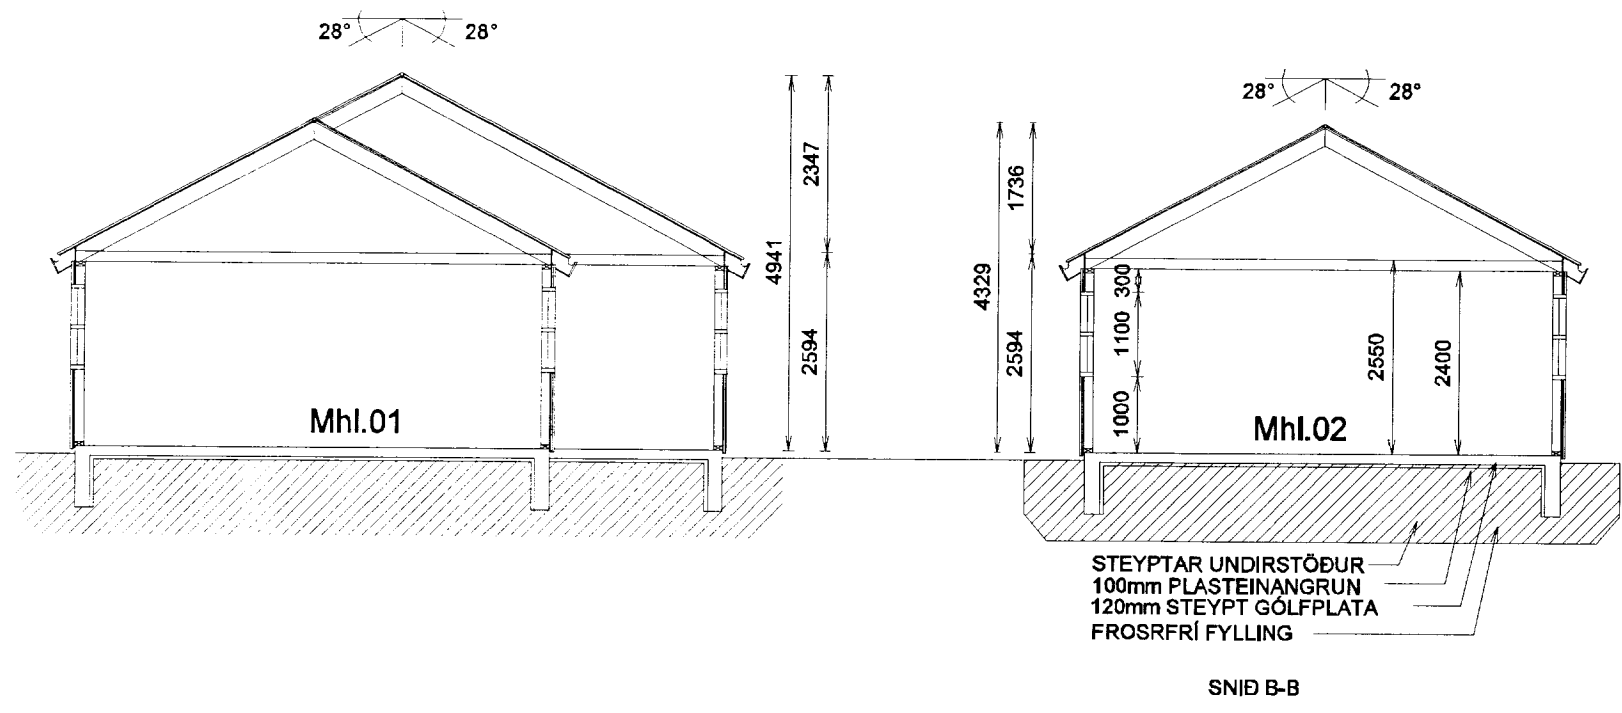 28° 28°
28° 28°
2347
4941
2594
Mhl.01
1736
4329
2594
300
1100
1000
2550
2400
Mhl.02
STEYPTAR UNDIRSTÖÐUR
100mm PLASTEINANGRUN
120mm STEYPT GÓLFPLATA
FROSRFRÍ FYLLING
SNIÐ B-B